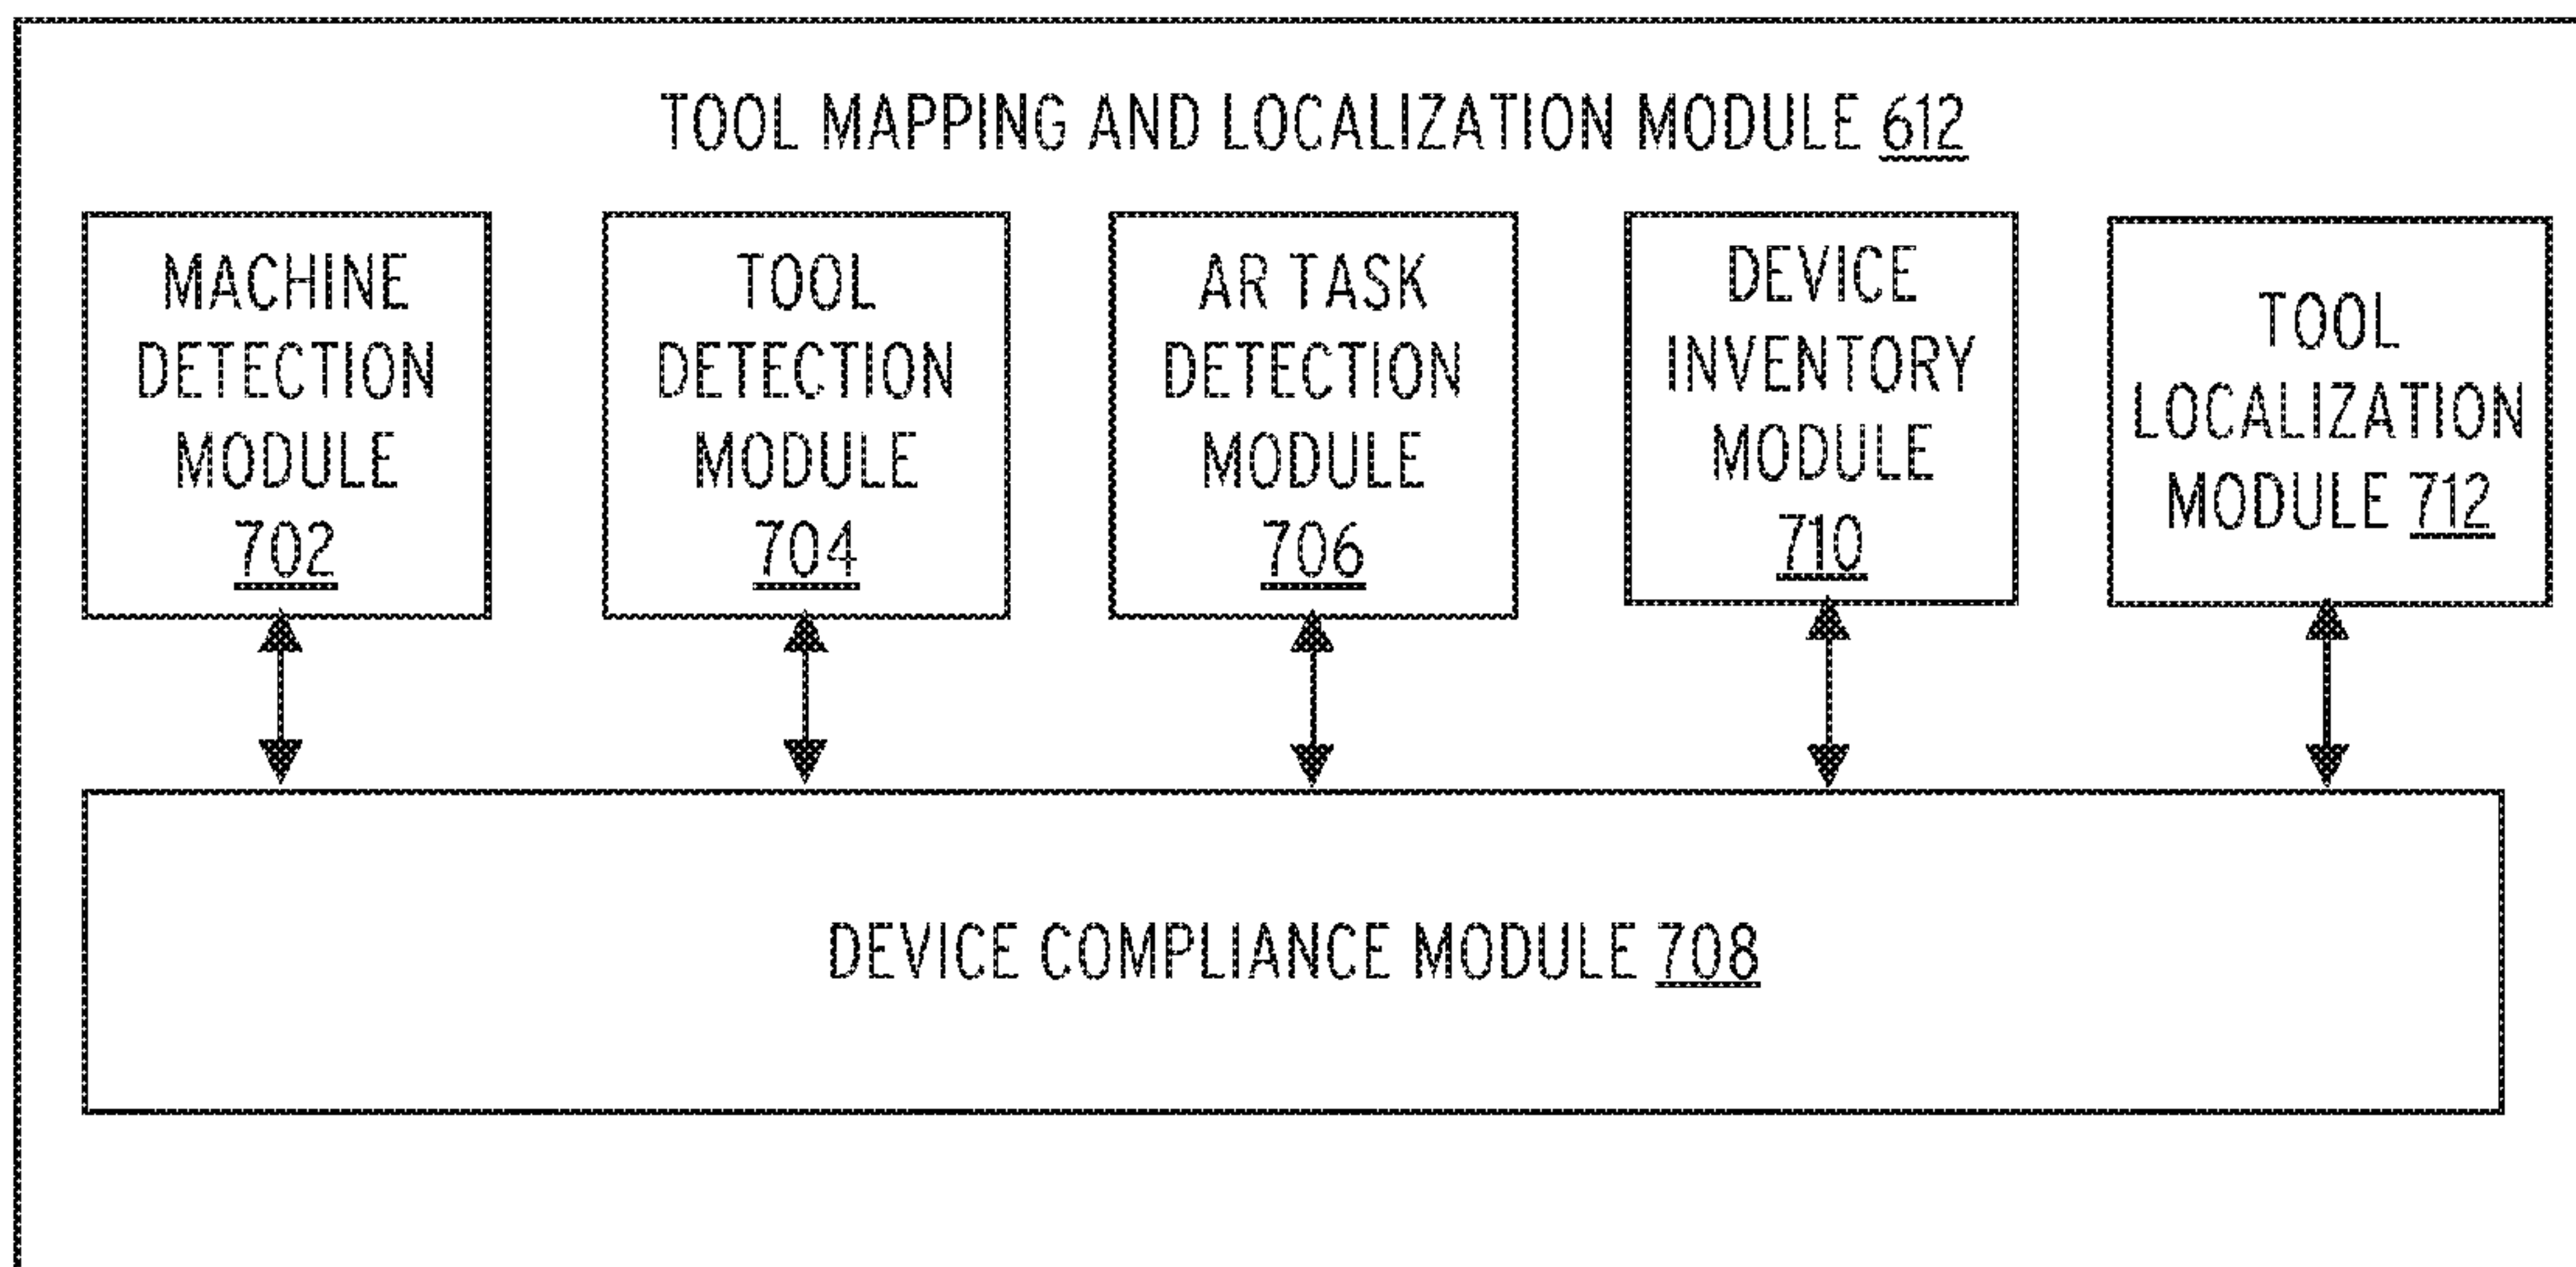 TOOL MAPPING AND LOCALIZATION MODULE 612
MACHINE
DETECTION
MODULE
702
TOOL
DETECTION
MODULE
704
AR TASK
DETECTION
MODULE
706
DEVICE
INVENTORY
MODULE
710
TOOL
LOCALIZATION
MODULE 712
DEVICE COMPLIANCE MODULE 708